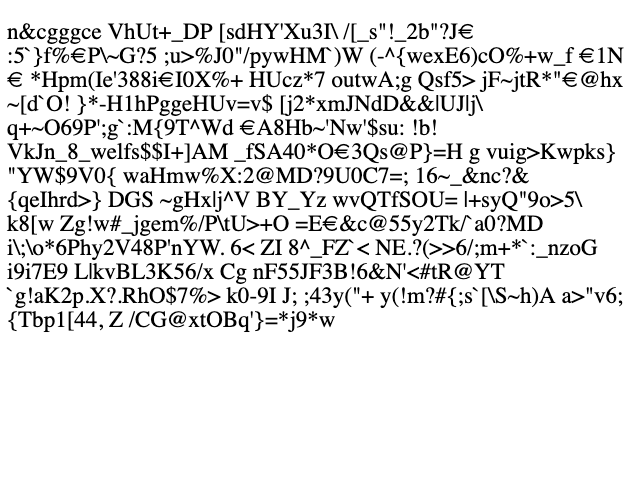 n&cgggce VhUt+_DP [sdHY'Xu3I\ /[_s"!_2b"?J€
:5`}f%€P\~G?5 ;u>%J0"/pywHM`)W (-^{wexE6)cO%+w_f €1N
€ *Hpm(Ie'388i€I0X%+ HUcz*7 outwA;g Qsf5> jF~jtR*"€@hx
~[d`O! }*-H1hPggeHUv=v$ [j2*xmJNdD&&lUJlj\
q+~O69P';g`:M{9T^Wd €A8Hb~'Nw'$su: !b!
VkJn_8_welfs$$I+]AM _fSA40*O€3Qs@P}=H g vuig>Kwpks}
"YW$9V0{ waHmw%X:2@MD?9U0C7=; 16~_&nc?&
{qeIhrd>} DGS ~gHx|j^V BY_Yz wvQTfSOU= |+syQ"9o>5\
k8[w Zg!w#_jgem%/P\tU>+O =E€&c@55y2Tk/`a0?MD
i\;\o*6Phy2V48P'nYW. 6< ZI 8^_FZ`< NE.?(>>6/;m+*`:_nzoG
i9i7E9 L|kvBL3K56/x Cg nF55JF3B!6&N'<#tR@YT
`g!aK2p.X?.RhO$7%> k0-9I J; ;43y("+ y(!m?#{;s`[\S~h)A a>"v6;
{Tbp1[44, Z /CG@xtOBq'}=*j9*w